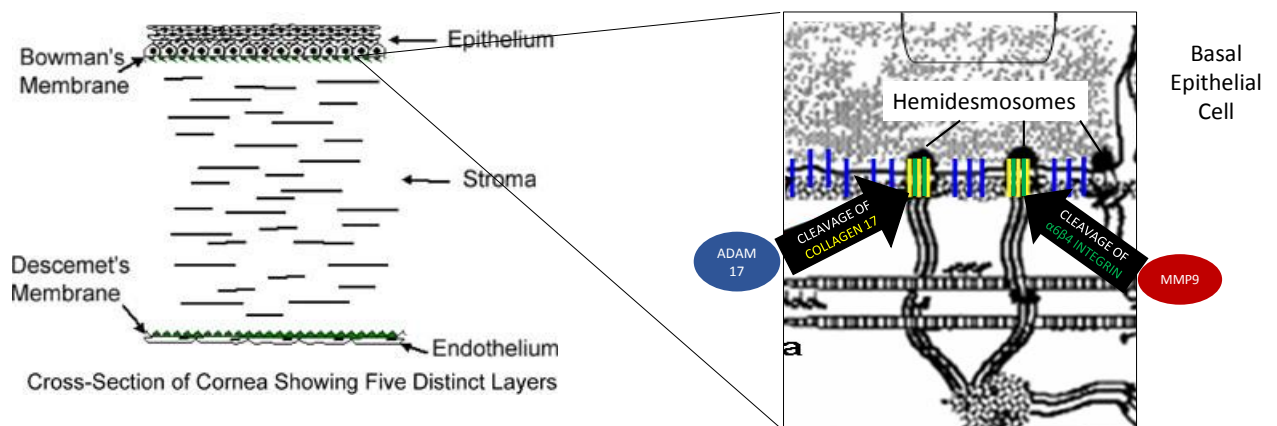 Epithelium
Bowman's
Membrane
Stroma
Descemet's
Membrane
Endothelium
Cross-Section of Cornea Showing Five Distinct Layers
Hemidesmosomes
Basal
Epithelial
Cell
ADAM
17
CLEAVAGE OF
COLLAGEN 17
CLEAVAGE OF
α6β4 INTEGRIN
MMP9
a